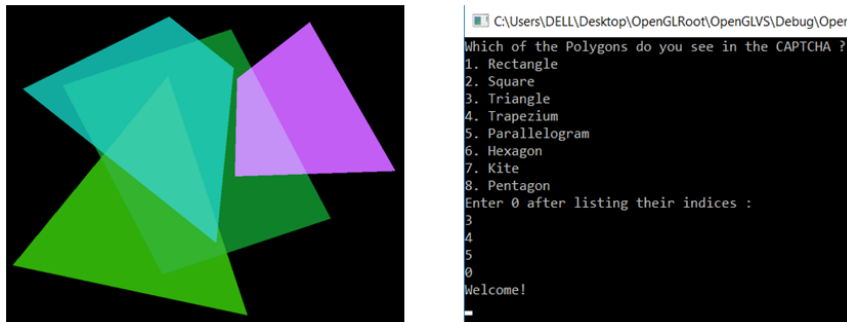 C:\Users\DELL\Desktop\OpenGLRoot\OpenGLVS\Debug\Oper
Which of the Polygons do you see in the CAPTCHA ?
1. Rectangle
2. Square
3. Triangle
4. Trapezium
5. Parallelogram
6. Hexagon
7. Kite
8. Pentagon
Enter 0 after listing their indices :
3
4
5
0
Welcome!